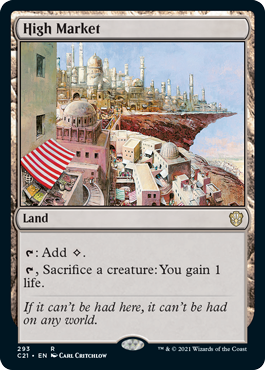 High Market
Land
: Add .
, Sacrifice a creature: You gain 1
life.
If it can't be had here, it can't be had
on any world.
293 R
C21 • EN Carl Critchlow
™ & © 2021 Wizards of the Coast